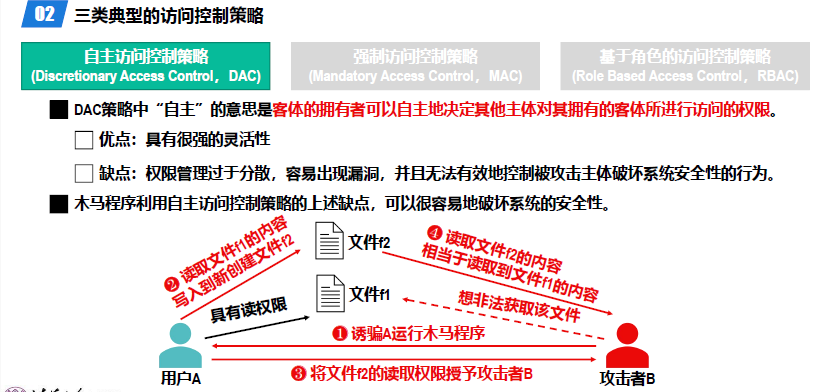 02 三类典型的访问控制策略
自主访问控制策略
(Discretionary Access Control，DAC)
强制访问控制策略
(Mandatory Access Control，MAC)
基于角色的访问控制策略
(Role Based Access Control，RBAC)
DAC策略中“自主”的意思是客体的拥有者可以自主地决定其他主体对其拥有的客体所进行访问的权限。
优点：具有很强的灵活性
缺点：权限管理过于分散，容易出现漏洞，并且无法有效地控制被攻击主体破坏系统安全性的行为。
木马程序利用自主访问控制策略的上述缺点，可以很容易地破坏系统的安全性。
❷ 读取文件f1的内容
写入到新创建文件f2
文件f2
❹ 读取文件f2的内容
相当于读取到文件f1的内容
具有读权限
文件f1
想非法获取该文件
❶ 诱骗A运行木马程序
❸ 将文件f2的读取权限授予攻击者B
用户A
攻击者B